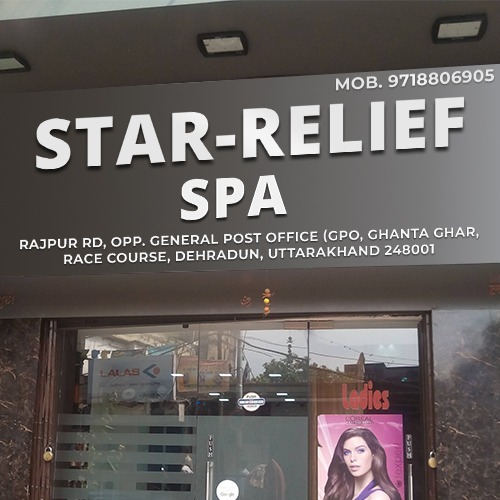 MOB. 9718806905
STAR-RELIEF
SPA
RAJPUR RD, OPP. GENERAL POST OFFICE (GPO, GHANTA GHAR,
RACE COURSE, DEHRADUN, UTTARAKHAND 248001
LALAS
Ladies
L'OREAL
PUSH
PUSH